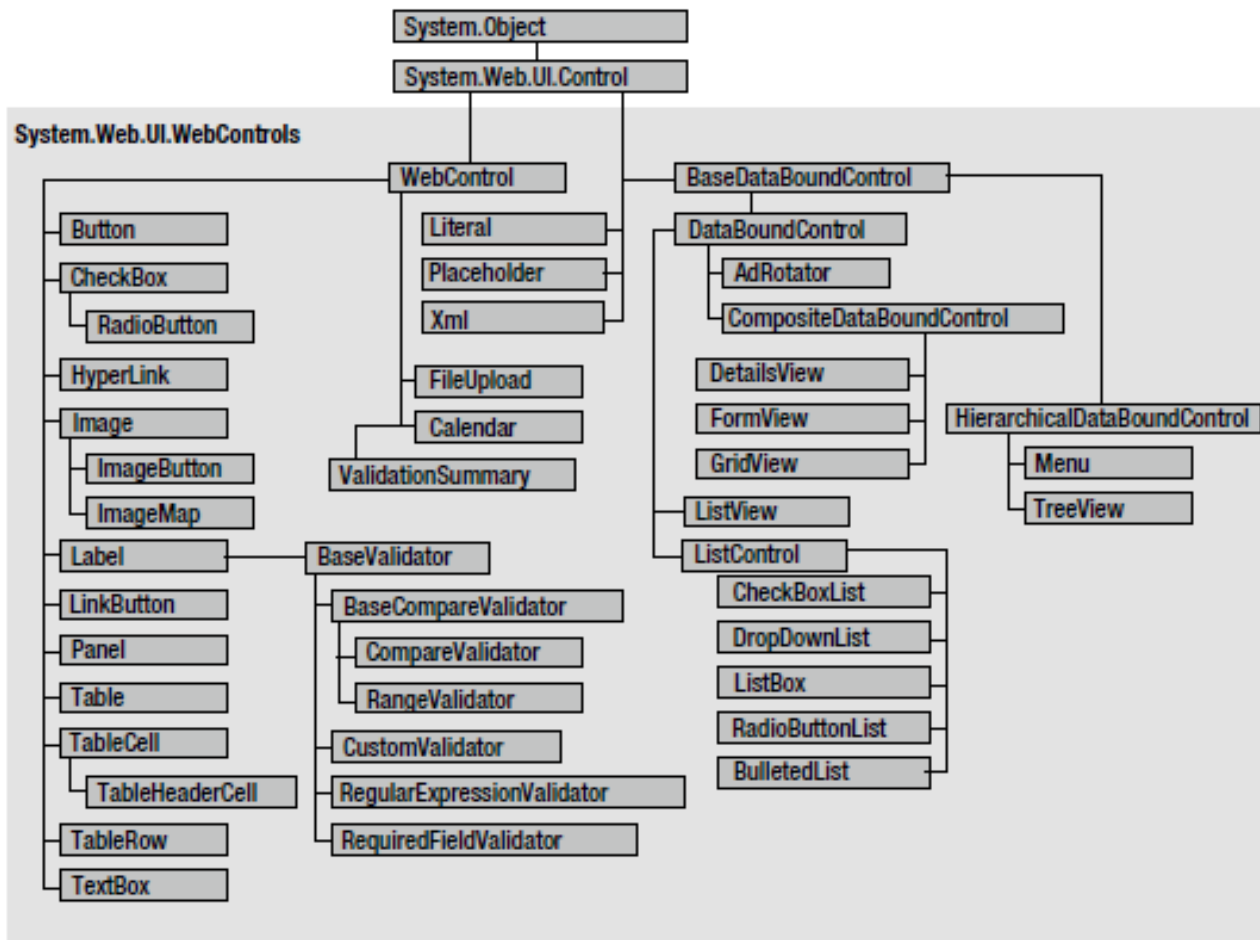 System.Object
System.Web.UI.Control
System.Web.UI.WebControls
WebControl
Button
CheckBox
RadioButton
HyperLink
Image
ImageButton
ImageMap
Label
BaseValidator
BaseCompareValidator
CompareValidator
RangeValidator
CustomValidator
RegularExpressionValidator
RequiredFieldValidator
LinkButton
Panel
Table
TableCell
TableHeaderCell
TableRow
TextBox
FileUpload
Calendar
ValidationSummary
Literal
Placeholder
Xml
BaseDataBoundControl
DataBoundControl
AdRotator
CompositeDataBoundControl
DetailsView
FormView
GridView
ListView
ListControl
CheckBoxList
DropDownList
ListBox
RadioButtonList
BulletedList
HierarchicalDataBoundControl
Menu
TreeView